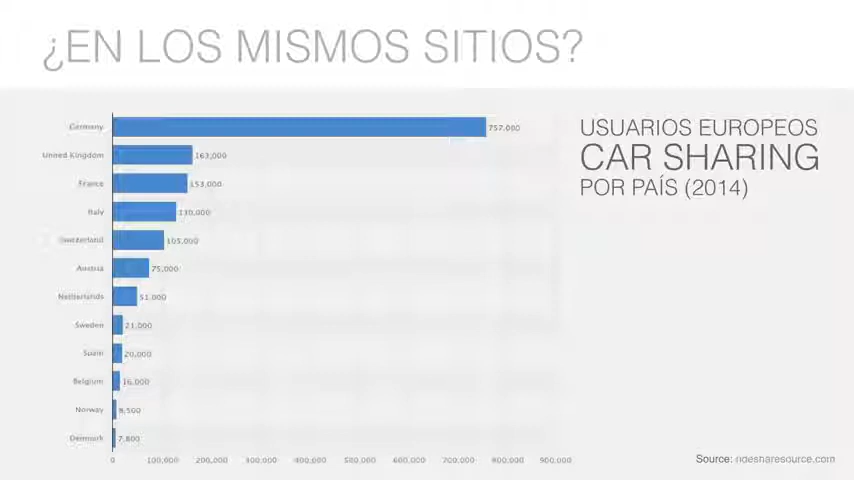 ¿EN LOS MISMOS SITIOS?
USUARIOS EUROPEOS
CAR SHARING
POR PAÍS (2014)
Germany 757,000
United Kingdom 163,000
France 153,000
Italy 130,000
Switzerland 105,000
Austria 75,000
Netherlands 51,000
Sweden 21,000
Spain 20,000
Belgium 16,000
Norway 8,500
Denmark 7,800
0 100,000 200,000 300,000 400,000 500,000 600,000 700,000 800,000 900,000
Source: ridesharesource.com